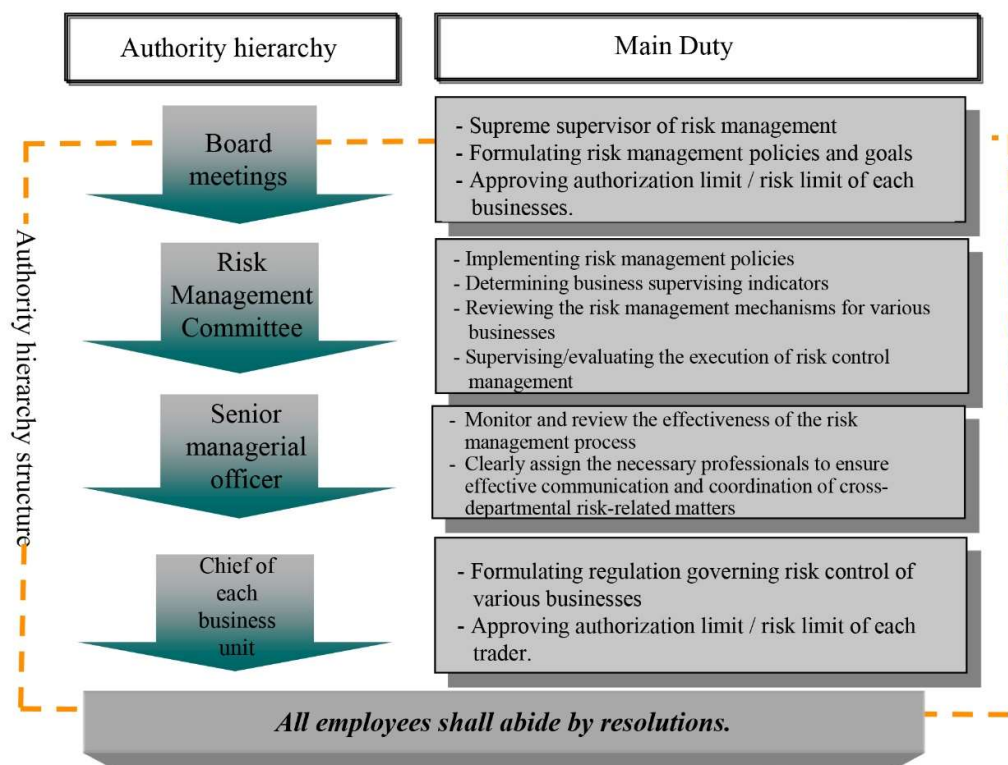 Authority hierarchy
Main Duty
Board
meetings
- Supreme supervisor of risk management
- Formulating risk management policies and goals
- Approving authorization limit / risk limit of each
businesses.
Risk
Management
Committee
- Implementing risk management policies
- Determining business supervising indicators
- Reviewing the risk management mechanisms for various
businesses
- Supervising/evaluating the execution of risk control
management
Senior
managerial
officer
- Monitor and review the effectiveness of the risk
management process
- Clearly assign the necessary professionals to ensure
effective communication and coordination of cross-
departmental risk-related matters
Chief of
each
business
unit
- Formulating regulation governing risk control of
various businesses
- Approving authorization limit / risk limit of each
trader.
Authority hierarchy structure
All employees shall abide by resolutions.